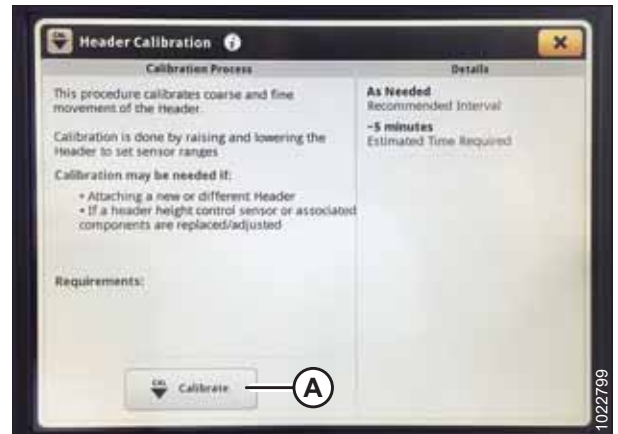 CAL
Header Calibration i
Calibration Process
Details
This procedure calibrates coarse and fine
movement of the Header.
Calibration is done by raising and lowering the
Header to set sensor ranges
Calibration may be needed if:
• Attaching a new or different Header
• If a header height control sensor or associated
components are replaced/adjusted
Requirements:
As Needed
Recommended Interval
~5 minutes
Estimated Time Required
CAL
Calibrate
A
1022799